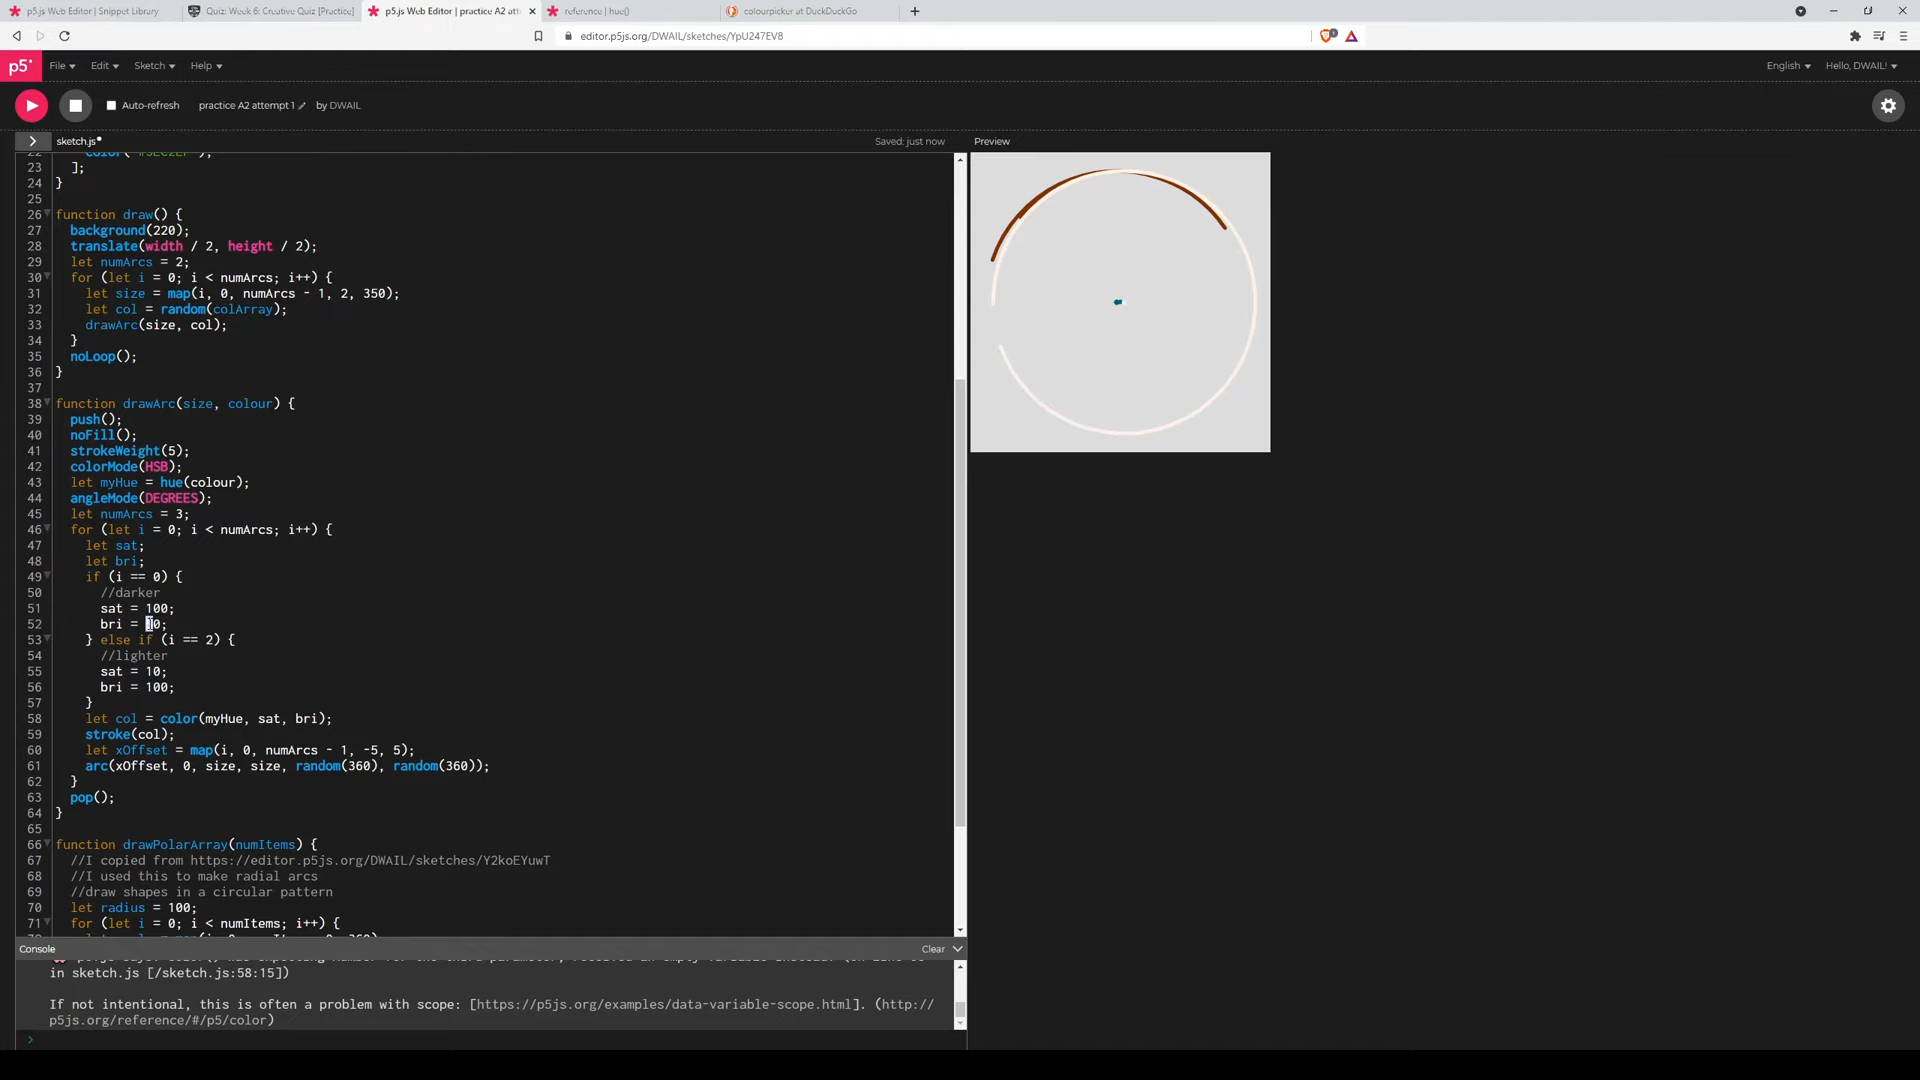 p5.js Web Editor | Snippet Library
Quiz: Week 6: Creative Quiz [Practice]
p5.js Web Editor | practice A2 att
reference | hue()
colourpicker at DuckDuckGo
editor.p5js.org/DWAIL/sketches/YpU247EV8
p5*
File
Edit
Sketch
Help
English
Hello, DWAIL!
Auto-refresh
practice A2 attempt 1
by DWAIL
sketch.js
Saved: just now
Preview
23 ];
24 }
25
26 function draw() {
27 background(220);
28 translate(width / 2, height / 2);
29 let numArcs = 2;
30 for (let i = 0; i < numArcs; i++) {
31 let size = map(i, 0, numArcs - 1, 2, 350);
32 let col = random(colArray);
33 drawArc(size, col);
34 }
35 noLoop();
36 }
37
38 function drawArc(size, colour) {
39 push();
40 noFill();
41 strokeWeight(5);
42 colorMode(HSB);
43 let myHue = hue(colour);
44 angleMode(DEGREES);
45 let numArcs = 3;
46 for (let i = 0; i < numArcs; i++) {
47 let sat;
48 let bri;
49 if (i == 0) {
50 //darker
51 sat = 100;
52 bri = 0;
53 } else if (i == 2) {
54 //lighter
55 sat = 10;
56 bri = 100;
57 }
58 let col = color(myHue, sat, bri);
59 stroke(col);
60 let xOffset = map(i, 0, numArcs - 1, -5, 5);
61 arc(xOffset, 0, size, size, random(360), random(360));
62 }
63 pop();
64 }
65
66 function drawPolarArray(numItems) {
67 //I copied from https://editor.p5js.org/DWAIL/sketches/Y2koEYuwT
68 //I used this to make radial arcs
69 //draw shapes in a circular pattern
70 let radius = 100;
71 for (let i = 0; i < numItems; i++) {
Console
Clear
in sketch.js [/sketch.js:58:15])
If not intentional, this is often a problem with scope: [https://p5js.org/examples/data-variable-scope.html]. (http://
p5js.org/reference/#/p5/color)
>